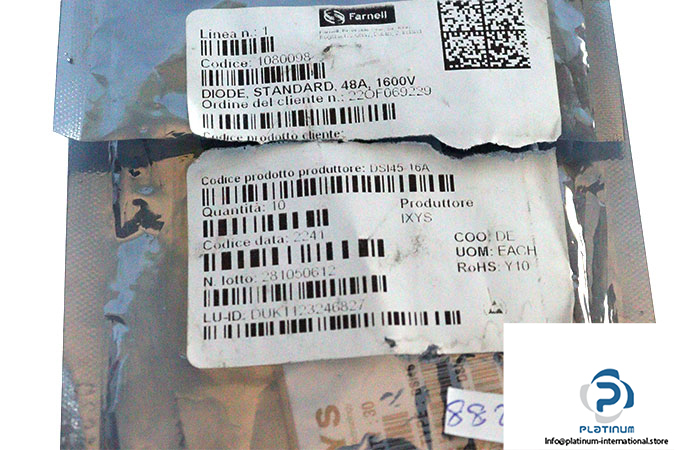 Farnell
Linea n.: 1
Codice: 1080098
DIODE, STANDARD, 48A, 1600V
Ordine del cliente n.: 22OF069229
Codice prodotto cliente:
Codice prodotto produttore: DSI45-16A
Quantità: 10
Produttore
IXYS
Codice data: 2241
COO: DE
UOM: EACH
RoHS: Y10
N. lotto: 281050612
LU-ID: DUK1123246827
YS
30
PLATINUM
Info@platinum-international.store